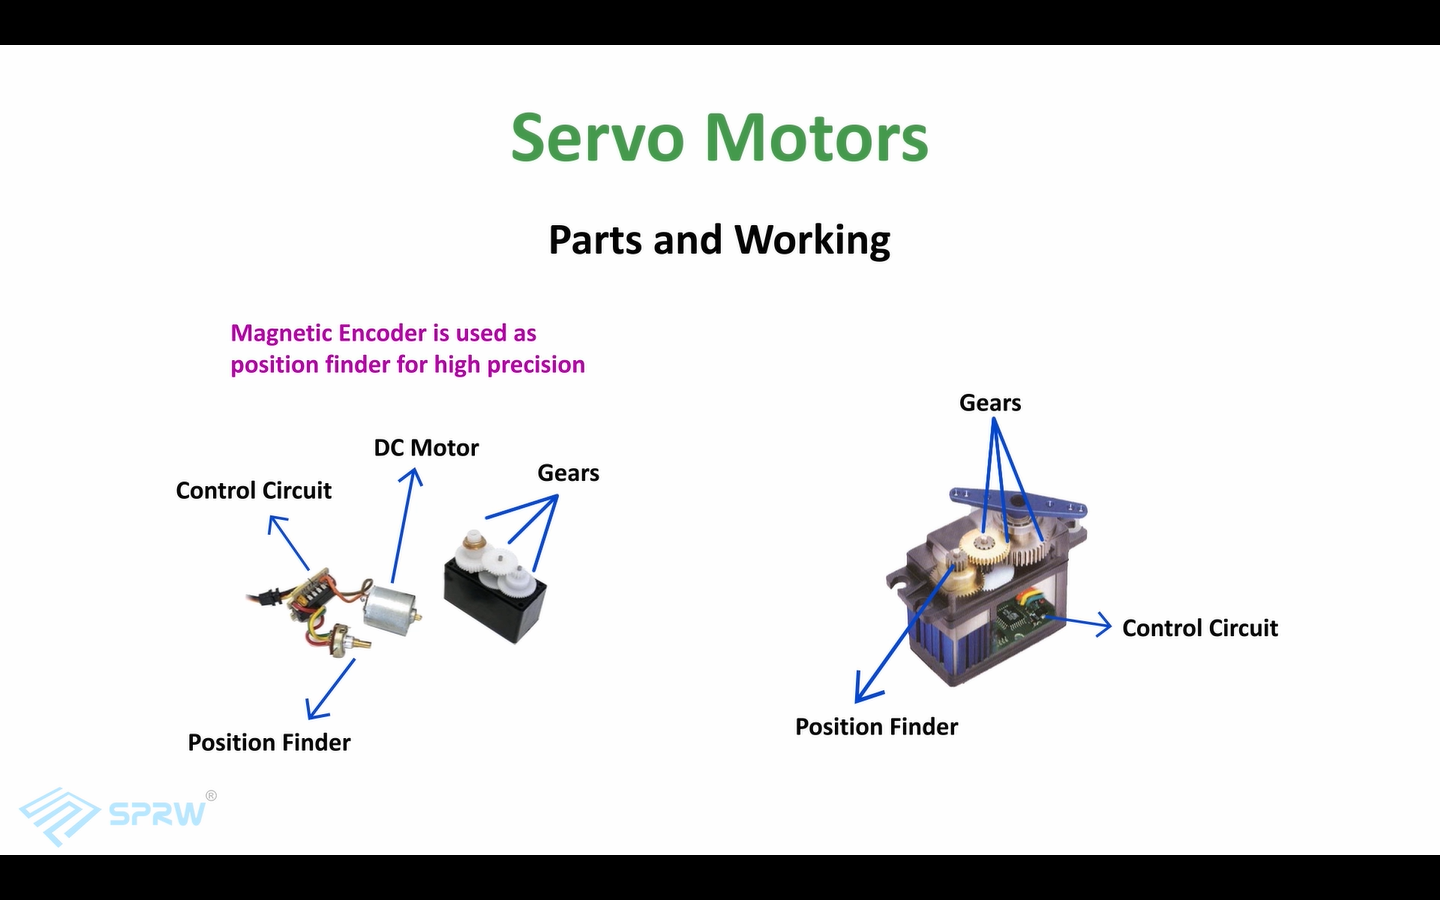 Servo Motors
Parts and Working
Magnetic Encoder is used as
position finder for high precision
DC Motor
Gears
Control Circuit
Position Finder
Gears
Control Circuit
Position Finder
SPRW®